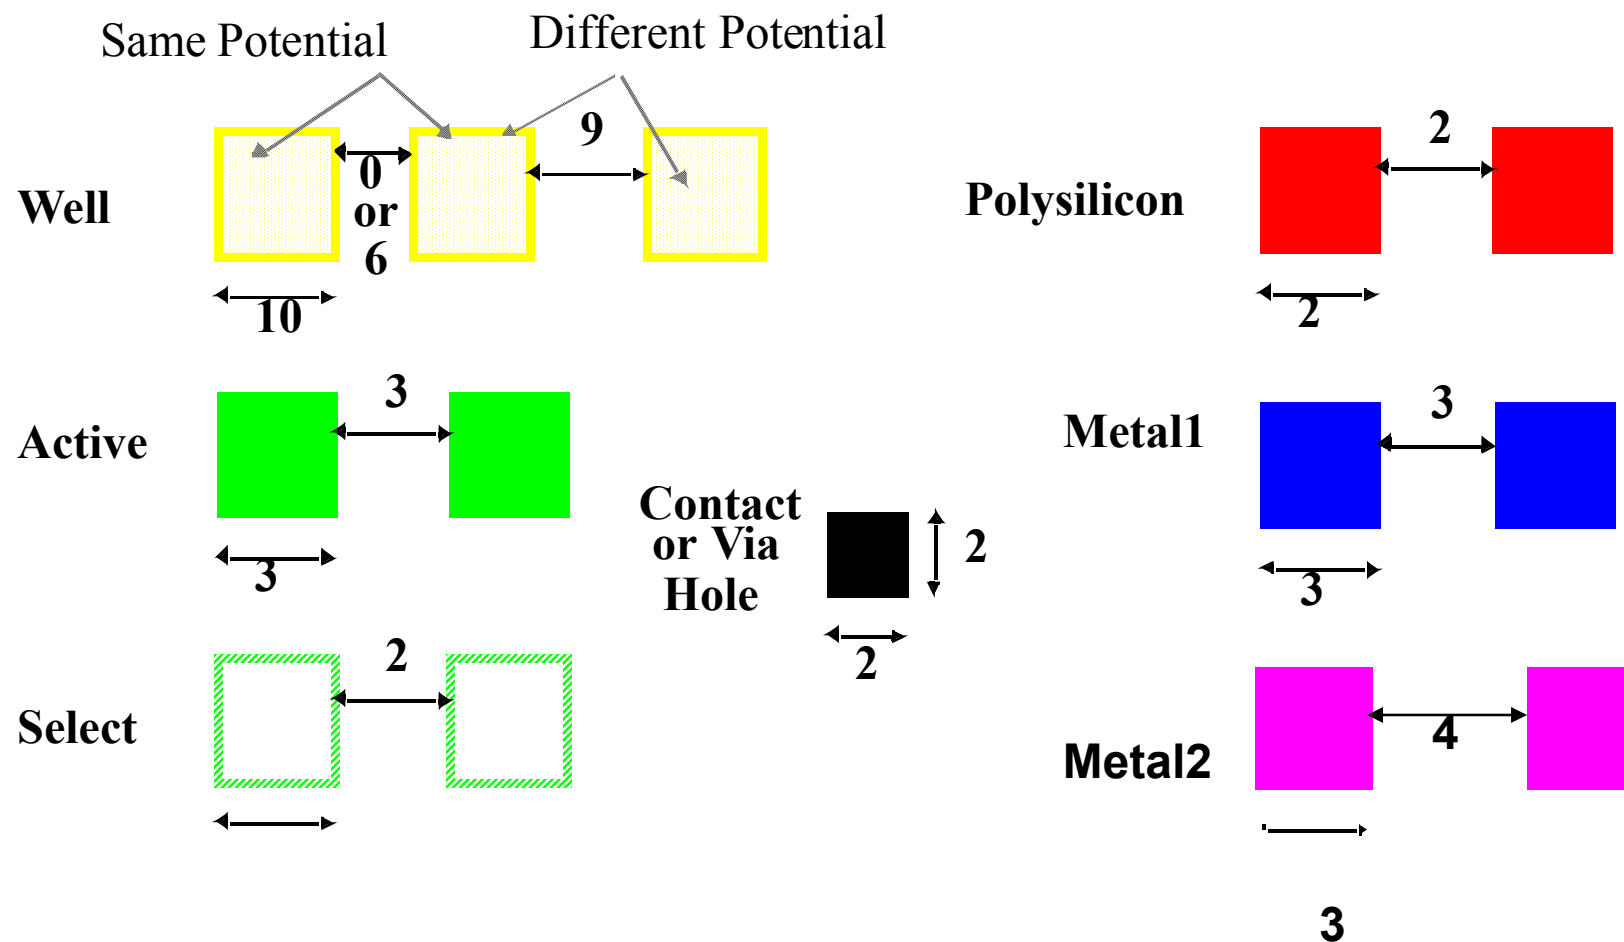 Same Potential
Different Potential
Well
0
or
6
9
10
Polysilicon
2
2
Active
3
3
Metal1
3
3
Contact
or Via
Hole
2
2
Select
2
Metal2
4
3